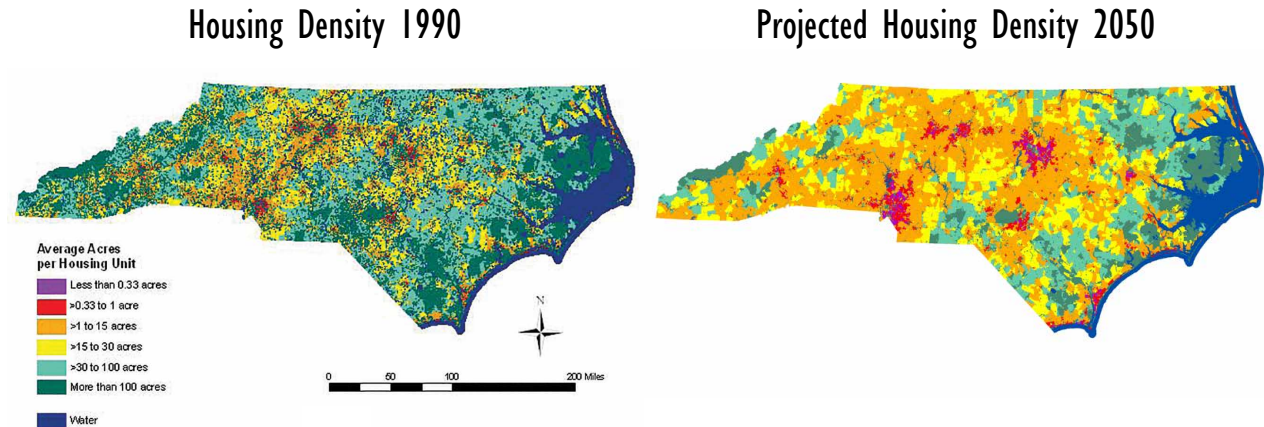 Housing Density 1990
Projected Housing Density 2050
Average Acres
per Housing Unit
Less than 0.33 acres
>0.33 to 1 acre
>1 to 15 acres
>15 to 30 acres
>30 to 100 acres
More than 100 acres
Water
N
0 50 100 200 Miles